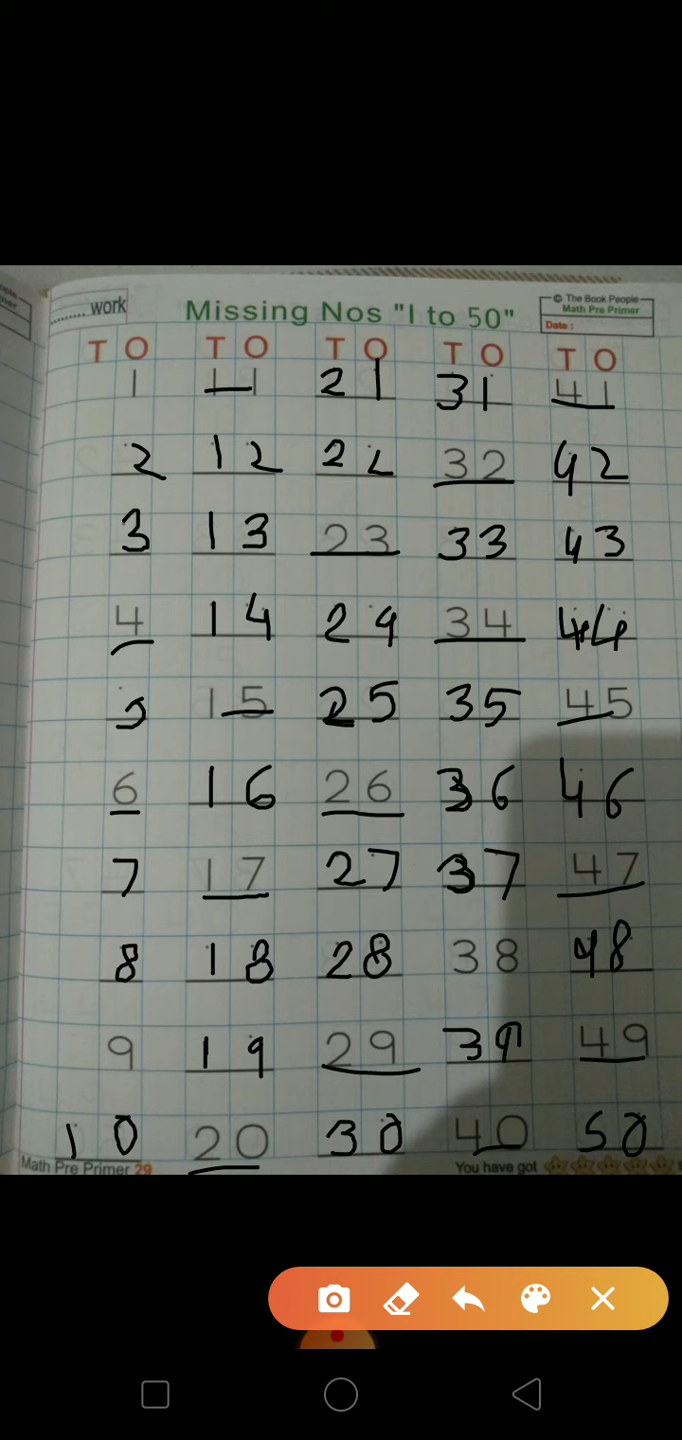 ........ work
Missing Nos "1 to 50"
© The Book People
Math Pre Primer
Date :
T O T O T O T O T O
1 11 21 31 41
2 12 22 32 42
3 13 23 33 43
4 14 24 34 44
15 25 35 45
6 16 26 36 46
7 17 27 37 47
8 18 28 38 48
9 19 29 39 49
10 20 30 40 50
Math Pre Primer 29
You have got